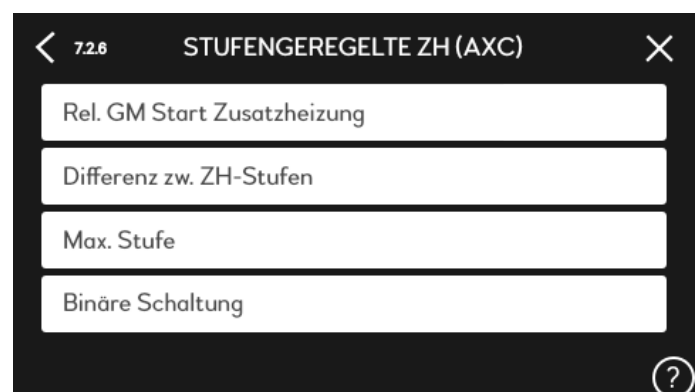 7.2.6 STUFENGEREGELTE ZH (AXC)
Rel. GM Start Zusatzheizung
Differenz zw. ZH-Stufen
Max. Stufe
Binäre Schaltung
?